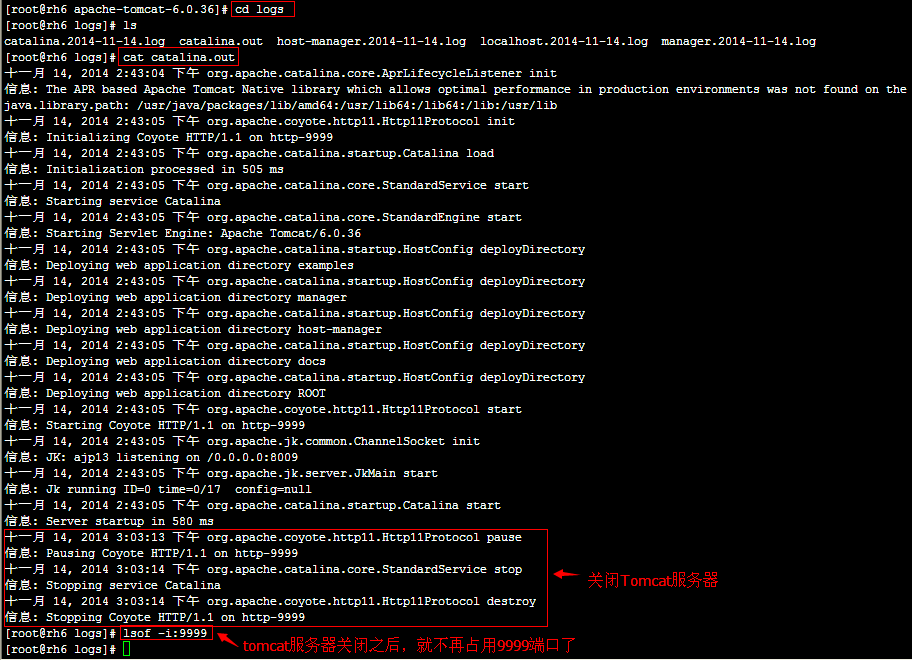 [root@rh6 apache-tomcat-6.0.36]# cd logs
[root@rh6 logs]# ls
catalina.2014-11-14.log  catalina.out  host-manager.2014-11-14.log  localhost.2014-11-14.log  manager.2014-11-14.log
[root@rh6 logs]# cat catalina.out
十一月 14, 2014 2:43:04 下午 org.apache.catalina.core.AprLifecycleListener init
信息: The APR based Apache Tomcat Native library which allows optimal performance in production environments was not found on the
java.library.path: /usr/java/packages/lib/amd64:/usr/lib64:/lib64:/lib:/usr/lib
十一月 14, 2014 2:43:05 下午 org.apache.coyote.http11.Http11Protocol init
信息: Initializing Coyote HTTP/1.1 on http-9999
十一月 14, 2014 2:43:05 下午 org.apache.catalina.startup.Catalina load
信息: Initialization processed in 505 ms
十一月 14, 2014 2:43:05 下午 org.apache.catalina.core.StandardService start
信息: Starting service Catalina
十一月 14, 2014 2:43:05 下午 org.apache.catalina.core.StandardEngine start
信息: Starting Servlet Engine: Apache Tomcat/6.0.36
十一月 14, 2014 2:43:05 下午 org.apache.catalina.startup.HostConfig deployDirectory
信息: Deploying web application directory examples
十一月 14, 2014 2:43:05 下午 org.apache.catalina.startup.HostConfig deployDirectory
信息: Deploying web application directory manager
十一月 14, 2014 2:43:05 下午 org.apache.catalina.startup.HostConfig deployDirectory
信息: Deploying web application directory host-manager
十一月 14, 2014 2:43:05 下午 org.apache.catalina.startup.HostConfig deployDirectory
信息: Deploying web application directory docs
十一月 14, 2014 2:43:05 下午 org.apache.catalina.startup.HostConfig deployDirectory
信息: Deploying web application directory ROOT
十一月 14, 2014 2:43:05 下午 org.apache.coyote.http11.Http11Protocol start
信息: Starting Coyote HTTP/1.1 on http-9999
十一月 14, 2014 2:43:05 下午 org.apache.jk.common.ChannelSocket init
信息: JK: ajp13 listening on /0.0.0.0:8009
十一月 14, 2014 2:43:05 下午 org.apache.jk.server.JkMain start
信息: Jk running ID=0 time=0/17  config=null
十一月 14, 2014 2:43:05 下午 org.apache.catalina.startup.Catalina start
信息: Server startup in 580 ms
十一月 14, 2014 3:03:13 下午 org.apache.coyote.http11.Http11Protocol pause
信息: Pausing Coyote HTTP/1.1 on http-9999
十一月 14, 2014 3:03:14 下午 org.apache.catalina.core.StandardService stop
关闭Tomcat服务器
信息: Stopping service Catalina
十一月 14, 2014 3:03:14 下午 org.apache.coyote.http11.Http11Protocol destroy
信息: Stopping Coyote HTTP/1.1 on http-9999
[root@rh6 logs]# lsof -i:9999
tomcat服务器关闭之后，就不再占用9999端口了
[root@rh6 logs]#